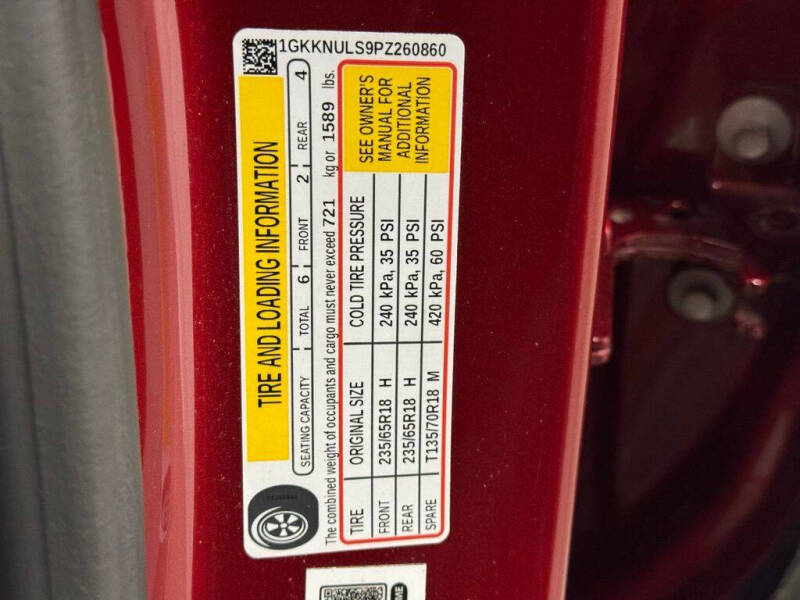 1GKKNULS9PZ260860
TIRE AND LOADING INFORMATION
SEATING CAPACITY TOTAL 6 FRONT 2 REAR 4
The combined weight of occupants and cargo must never exceed 721 kg or 1589 lbs.
TIRE ORIGINAL SIZE COLD TIRE PRESSURE
FRONT 235/65R18 H 240 kPa, 35 PSI
REAR 235/65R18 H 240 kPa, 35 PSI
SPARE T135/70R18 M 420 kPa, 60 PSI
SEE OWNER'S
MANUAL FOR
ADDITIONAL
INFORMATION